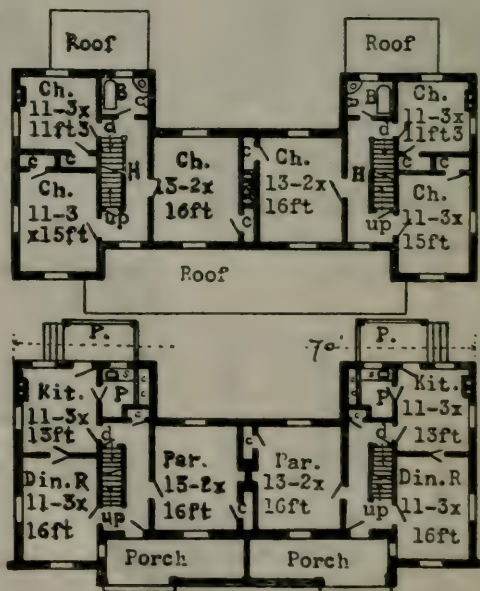 Roof
Roof
Ch.
11-3x
11ft3
C
C
B
d
H
up
Ch.
11-3
x15ft
Ch.
13-2x
16ft
C
C
Ch.
13-2x
16ft
B
d
H
up
Ch.
11-3x
11ft3
C
C
Ch.
11-3x
15ft
Roof
P.
70'
P.
Kit.
11-3x
13ft
P
S
C
C
d
Din.R
11-3x
16ft
up
Par.
13-2x
16ft
C
Par.
13-2x
16ft
S
P
C
C
d
Kit.
11-3x
13ft
up
Din.R
11-3x
16ft
Porch
Porch